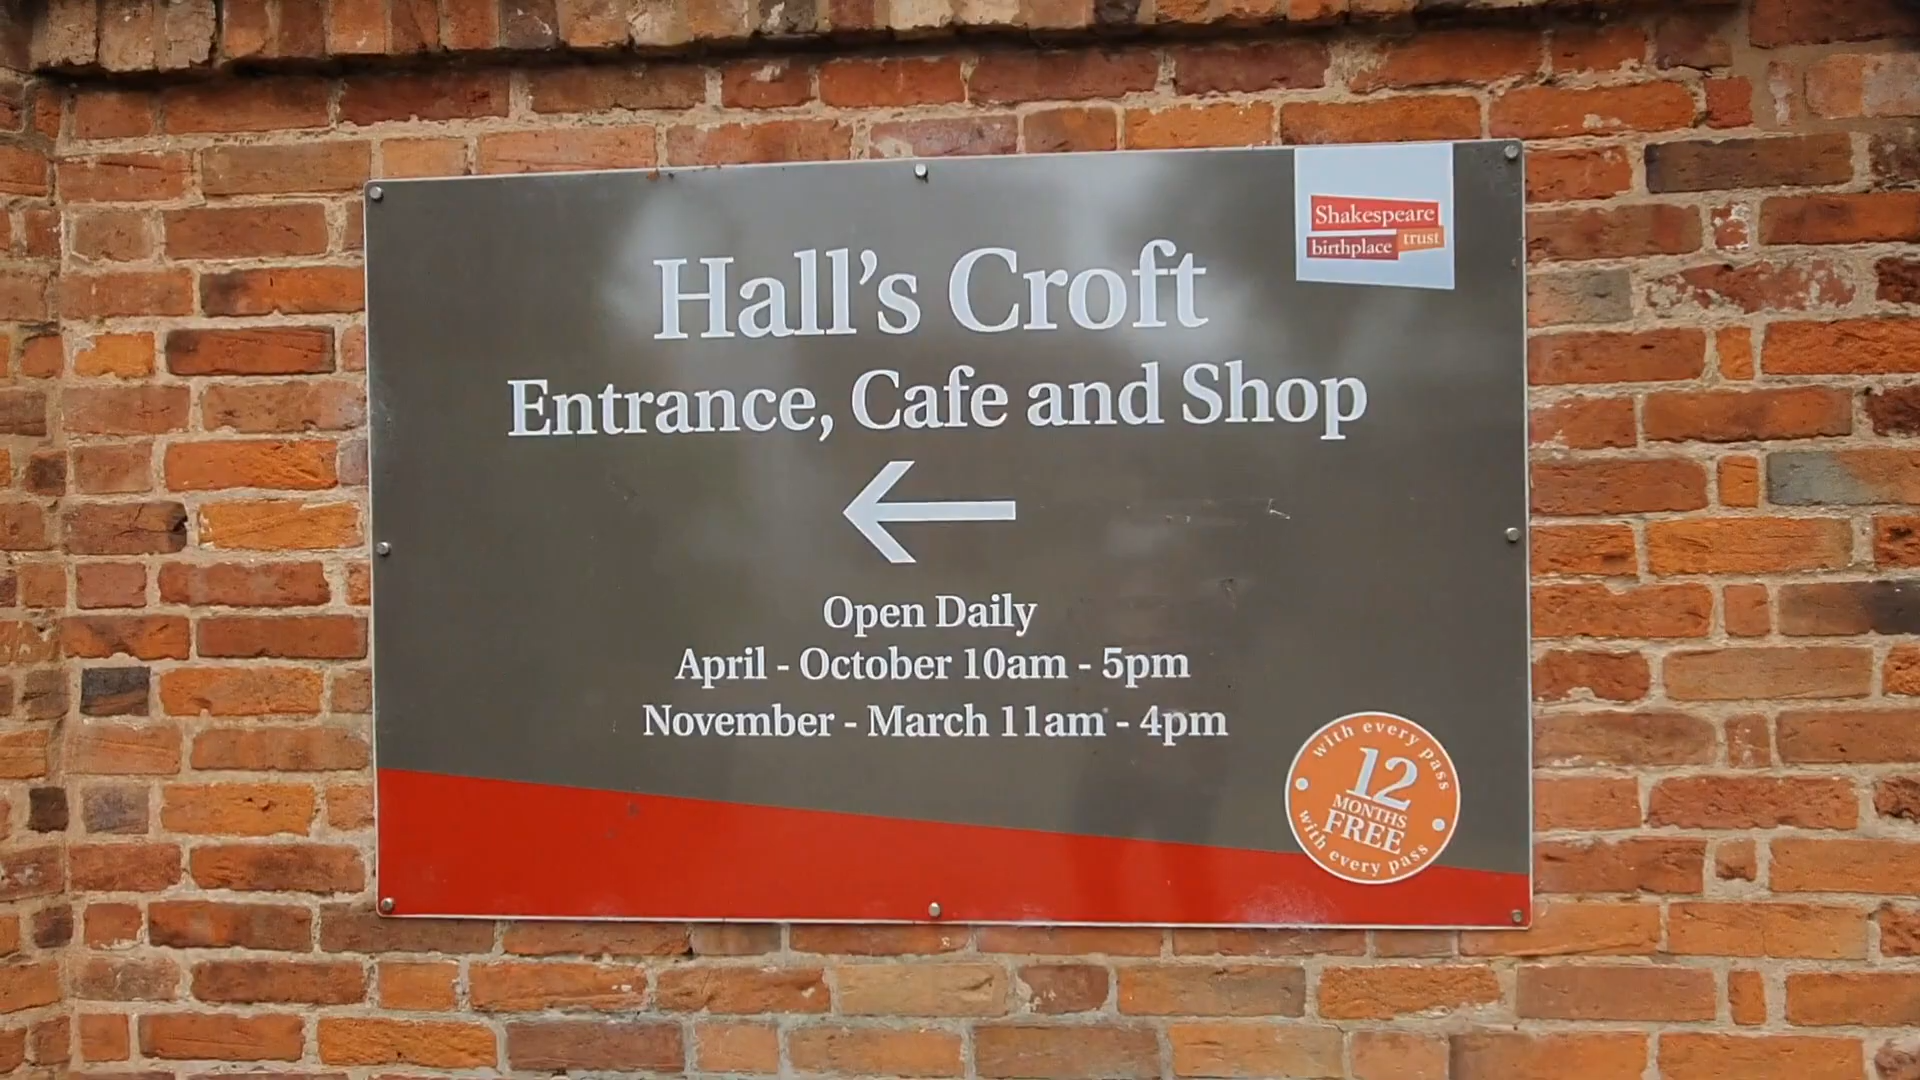 Shakespeare
birthplace trust
Hall's Croft
Entrance, Cafe and Shop
Open Daily
April - October 10am - 5pm
November - March 11am - 4pm
with every pass
12
MONTHS
FREE
with every pass